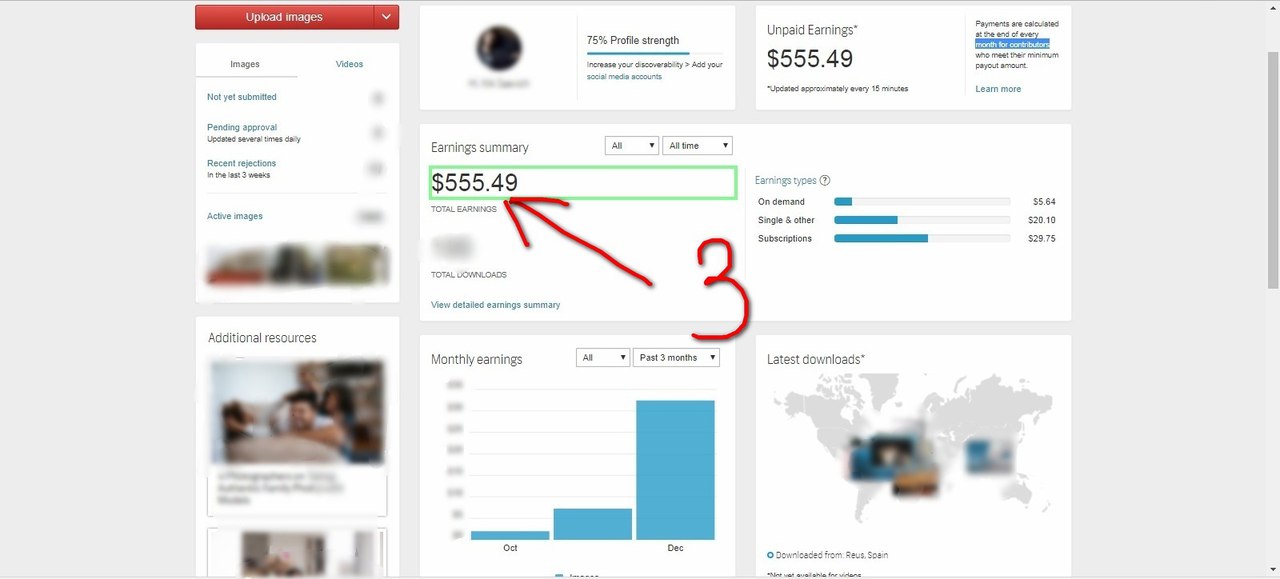 Upload images
Images
Videos
Not yet submitted
Pending approval
Updated several times daily
Recent rejections
In the last 3 weeks
Active images
Additional resources
75% Profile strength
Increase your discoverability > Add your
social media accounts
Unpaid Earnings*
$555.49
*Updated approximately every 15 minutes
Payments are calculated
at the end of every
month for contributors
who meet their minimum
payout amount.
Learn more
Earnings summary
All
All time
$555.49
TOTAL EARNINGS
TOTAL DOWNLOADS
View detailed earnings summary
3
Earnings types ?
On demand $5.64
Single & other $20.10
Subscriptions $29.75
Monthly earnings
All
Past 3 months
Oct
Dec
Images
Latest downloads*
Downloaded from: Reus, Spain
*Not yet available for videos